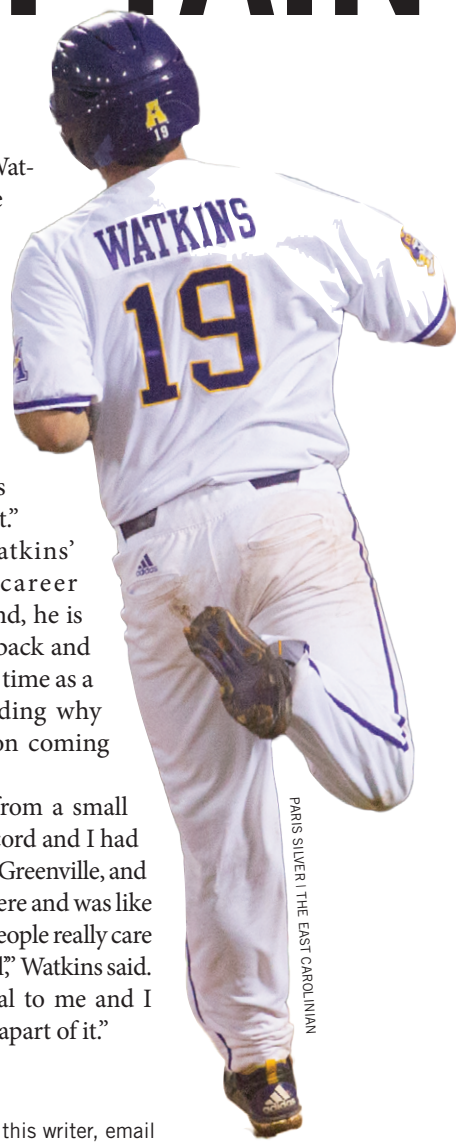 A
19
Wat-
WATKINS
19
s
t.”
atkins’
career
nd, he is
back and
time as a
ding why
on coming
from a small
cord and I had
Greenville, and
ere and was like
eople really care
l,” Watkins said.
al to me and I
apart of it.”
adidas
PARIS SILVER | THE EAST CAROLINIAN
this writer, email